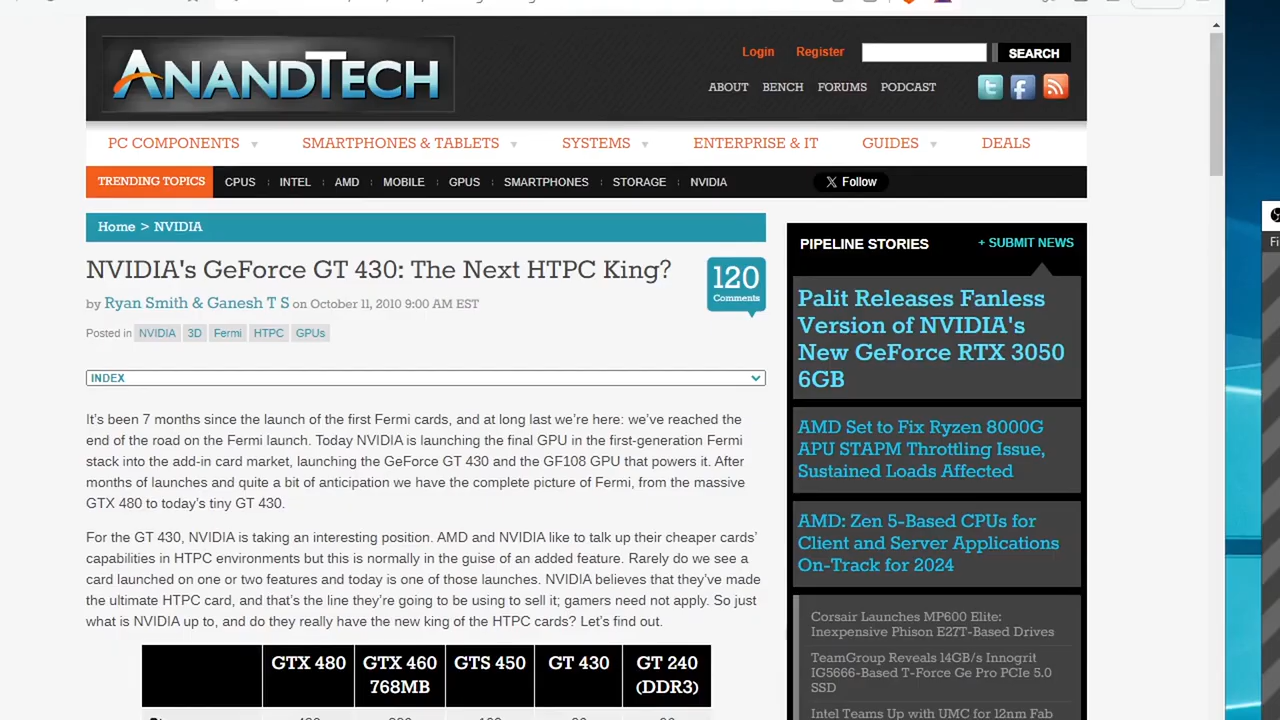 ANANDTECH
Login Register SEARCH
ABOUT BENCH FORUMS PODCAST
PC COMPONENTS SMARTPHONES & TABLETS SYSTEMS ENTERPRISE & IT GUIDES DEALS
TRENDING TOPICS CPUS INTEL AMD MOBILE GPUS SMARTPHONES STORAGE NVIDIA X Follow
Home > NVIDIA
NVIDIA's GeForce GT 430: The Next HTPC King?
120
Comments
by Ryan Smith & Ganesh T S on October 11, 2010 9:00 AM EST
Posted in NVIDIA 3D Fermi HTPC GPUs
INDEX
It's been 7 months since the launch of the first Fermi cards, and at long last we're here: we've reached the
end of the road on the Fermi launch. Today NVIDIA is launching the final GPU in the first-generation Fermi
stack into the add-in card market, launching the GeForce GT 430 and the GF108 GPU that powers it. After
months of launches and quite a bit of anticipation we have the complete picture of Fermi, from the massive
GTX 480 to today's tiny GT 430.
For the GT 430, NVIDIA is taking an interesting position. AMD and NVIDIA like to talk up their cheaper cards'
capabilities in HTPC environments but this is normally in the guise of an added feature. Rarely do we see a
card launched on one or two features and today is one of those launches. NVIDIA believes that they've made
the ultimate HTPC card, and that's the line they're going to be using to sell it; gamers need not apply. So just
what is NVIDIA up to, and do they really have the new king of the HTPC cards? Let's find out.
GTX 480 GTX 460 GTS 450 GT 430 GT 240
768MB (DDR3)
PIPELINE STORIES + SUBMIT NEWS
Palit Releases Fanless
Version of NVIDIA's
New GeForce RTX 3050
6GB
AMD Set to Fix Ryzen 8000G
APU STAPM Throttling Issue,
Sustained Loads Affected
AMD: Zen 5-Based CPUs for
Client and Server Applications
On-Track for 2024
Corsair Launches MP600 Elite:
Inexpensive Phison E27T-Based Drives
TeamGroup Reveals 14GB/s Innogrit
IG5666-Based T-Force Ge Pro PCIe 5.0
SSD
Intel Teams Up with UMC for 12nm Fab
Fi